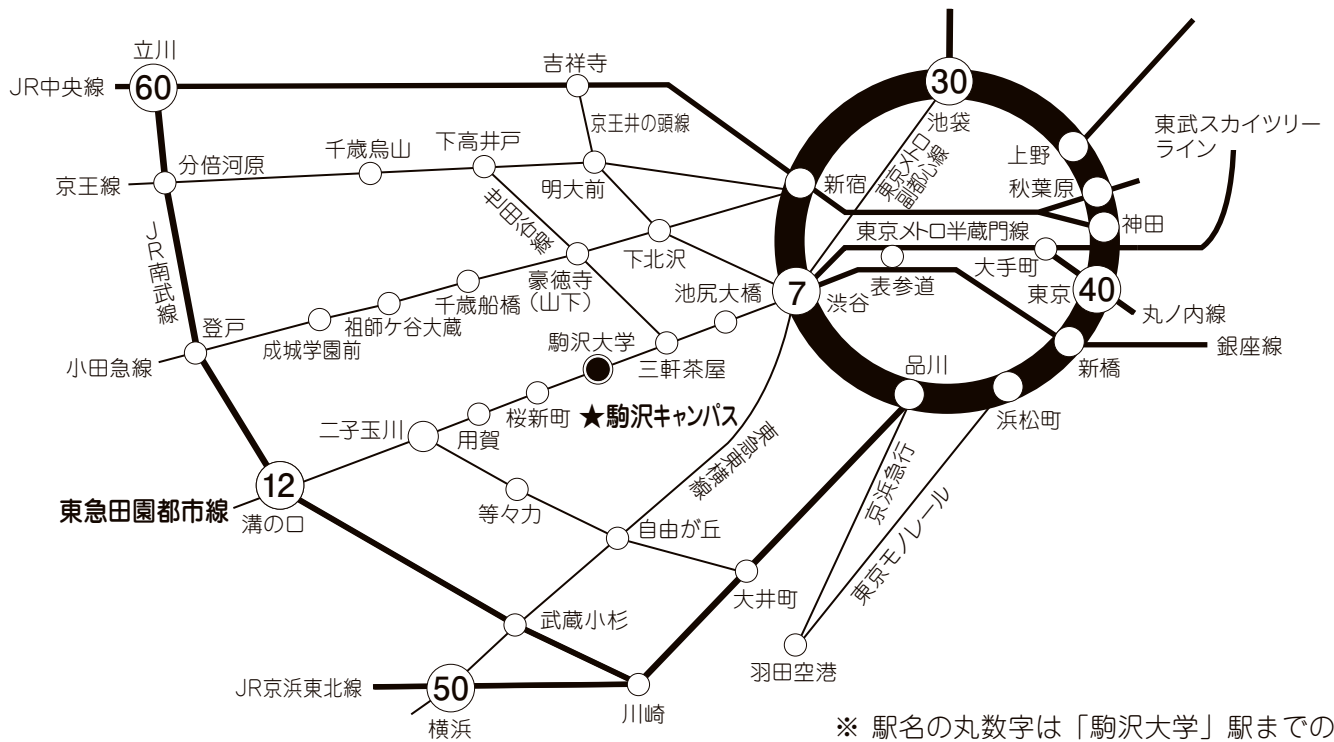 立川
60
JR中央線
吉祥寺
30
池袋
京王井の頭線
東京メトロ
副都心線
上野
東武スカイツリー
ライン
千歳烏山
下高井戸
分倍河原
京王線
明大前
新宿
秋葉原
神田
世田谷線
JR南武線
下北沢
東京メトロ半蔵門線
大手町
豪徳寺
(山下)
千歳船橋
池尻大橋
7
渋谷
表参道
東京
40
丸ノ内線
登戸
祖師ケ谷大蔵
成城学園前
小田急線
駒沢大学
三軒茶屋
品川
新橋
銀座線
二子玉川
用賀
桜新町
★駒沢キャンパス
浜松町
東急東横線
12
東急田園都市線
溝の口
等々力
自由が丘
京浜急行
東京モノレール
大井町
武蔵小杉
羽田空港
JR京浜東北線
50
横浜
川崎
※ 駅名の丸数字は「駒沢大学」駅までの